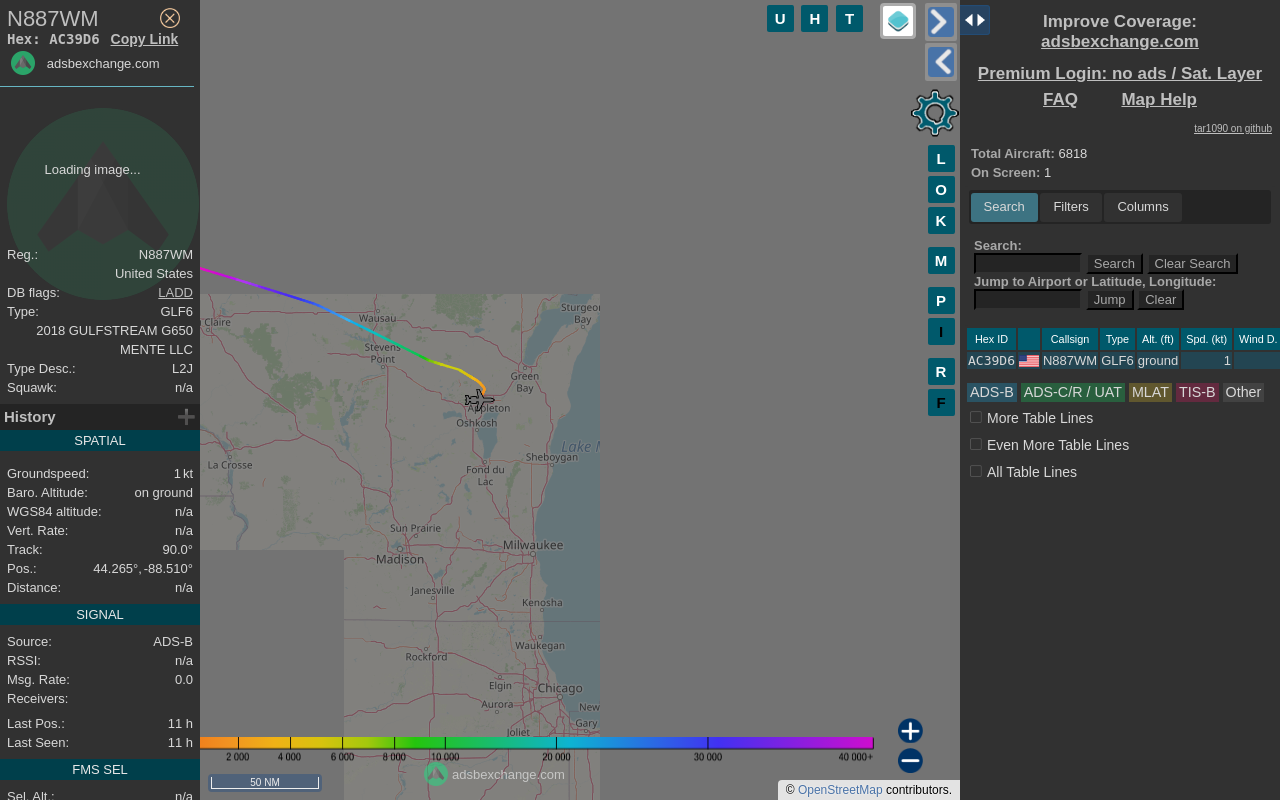 N887WM
Hex: AC39D6 Copy Link
adsbexchange.com
Loading image...
Reg.: N887WM
United States
DB flags: LADD
Type: GLF6
2018 GULFSTREAM G650
MENTE LLC
Type Desc.: L2J
Squawk: n/a
History
SPATIAL
Groundspeed: 1 kt
Baro. Altitude: on ground
WGS84 altitude: n/a
Vert. Rate: n/a
Track: 90.0°
Pos.: 44.265°, -88.510°
Distance: n/a
SIGNAL
Source: ADS-B
RSSI: n/a
Msg. Rate: 0.0
Receivers:
Last Pos.: 11 h
Last Seen: 11 h
FMS SEL
Sel. Alt.: n/a
U H T
L
O
K
M
P
I
R
F
Claire
Wausau
Sturgeon
Bay
Stevens
Point
Green
Bay
Appleton
Oshkosh
La Crosse
Lake
Sheboygan
Fond du
Lac
Sun Prairie
Madison
Milwaukee
Janesville
Kenosha
Waukegan
Rockford
Elgin
Chicago
Aurora
New
Gary
Joliet
2 000 4 000 6 000 8 000 10 000 20 000 30 000 40 000+
adsbexchange.com
50 NM
© OpenStreetMap contributors.
Improve Coverage:
adsbexchange.com
Premium Login: no ads / Sat. Layer
FAQ Map Help
tar1090 on github
Total Aircraft: 6818
On Screen: 1
Search Filters Columns
Search:
Search Clear Search
Jump to Airport or Latitude, Longitude:
Jump Clear
Hex ID Callsign Type Alt. (ft) Spd. (kt) Wind D.
AC39D6 N887WM GLF6 ground 1
ADS-B ADS-C/R / UAT MLAT TIS-B Other
More Table Lines
Even More Table Lines
All Table Lines